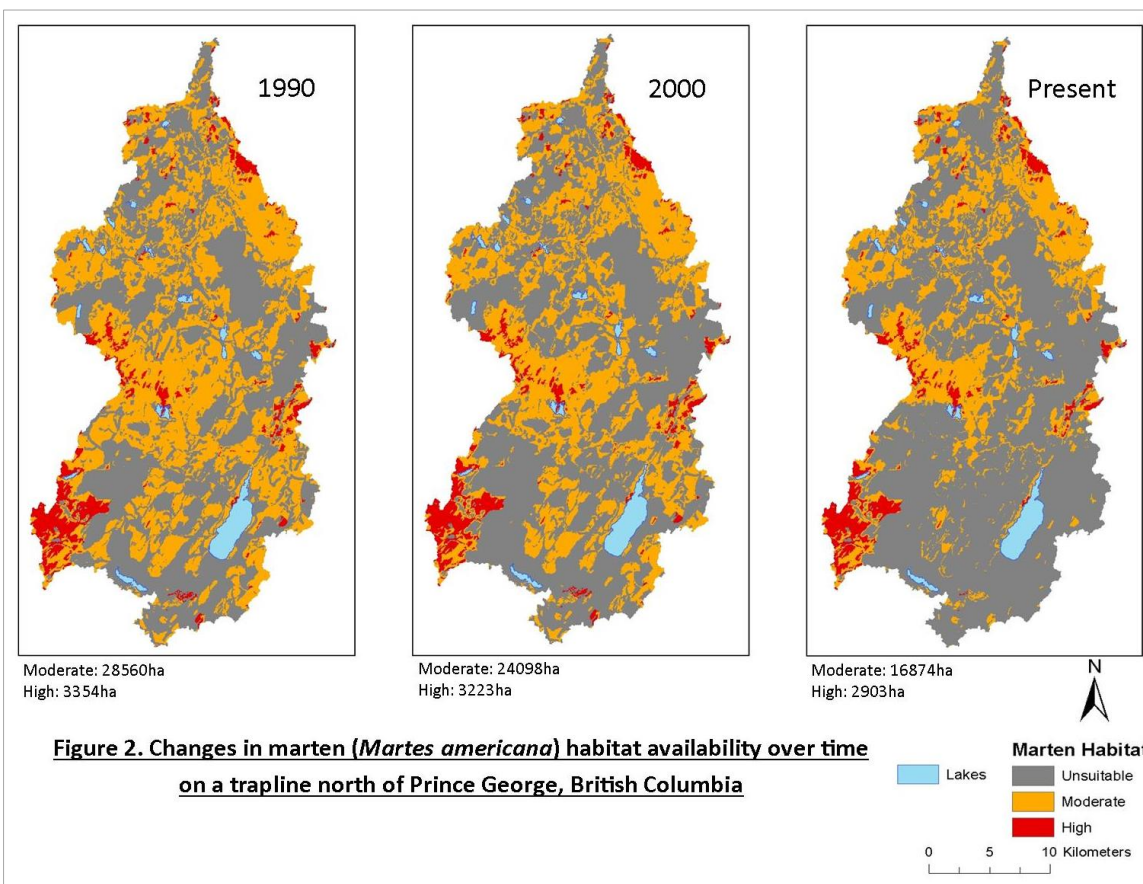 1990
2000
Present
Moderate: 28560ha
High: 3354ha
Moderate: 24098ha
High: 3223ha
Moderate: 16874ha
High: 2903ha
N
Figure 2. Changes in marten (Martes americana) habitat availability over time
on a trapline north of Prince George, British Columbia
Marten Habitat
Lakes
Unsuitable
Moderate
High
0 5 10 Kilometers